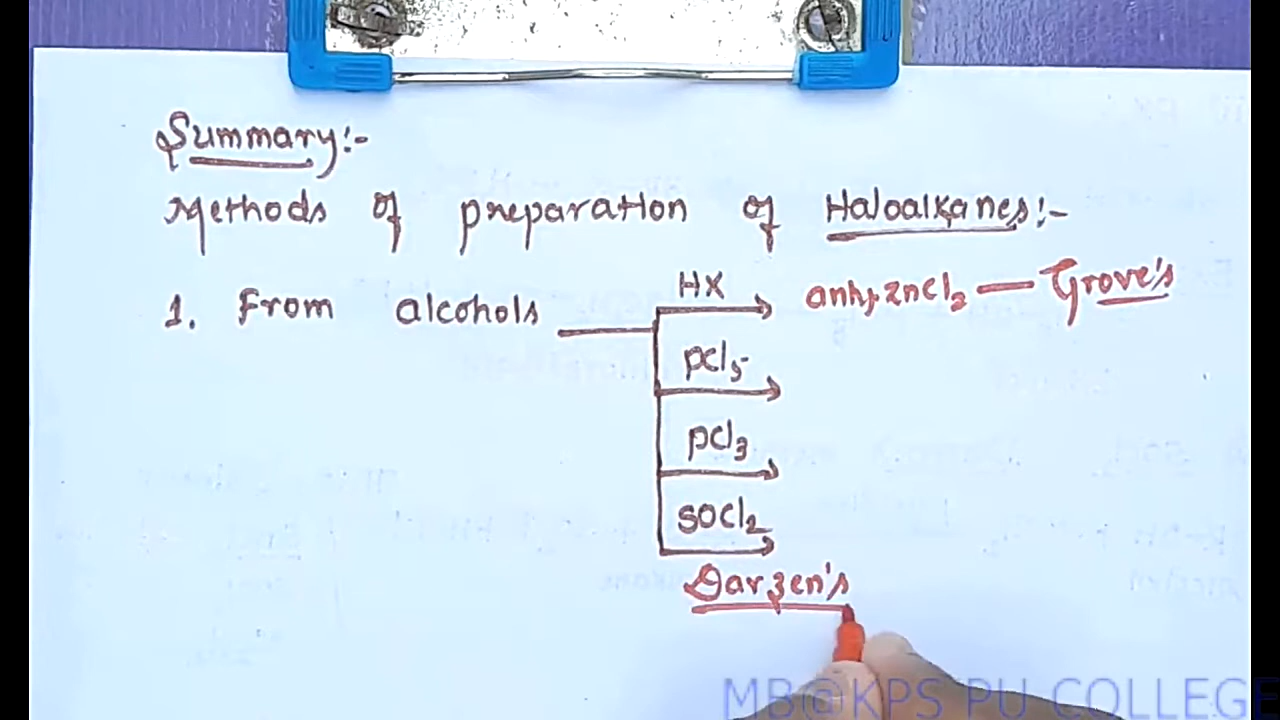 Summary:-
Methods of preparation of Haloalkanes:-
1. From alcohols
HX anhy ZnCl2 — Grove's
PCl5
PCl3
SOCl2
Darzen's
MB@KPS PU COLLEGE